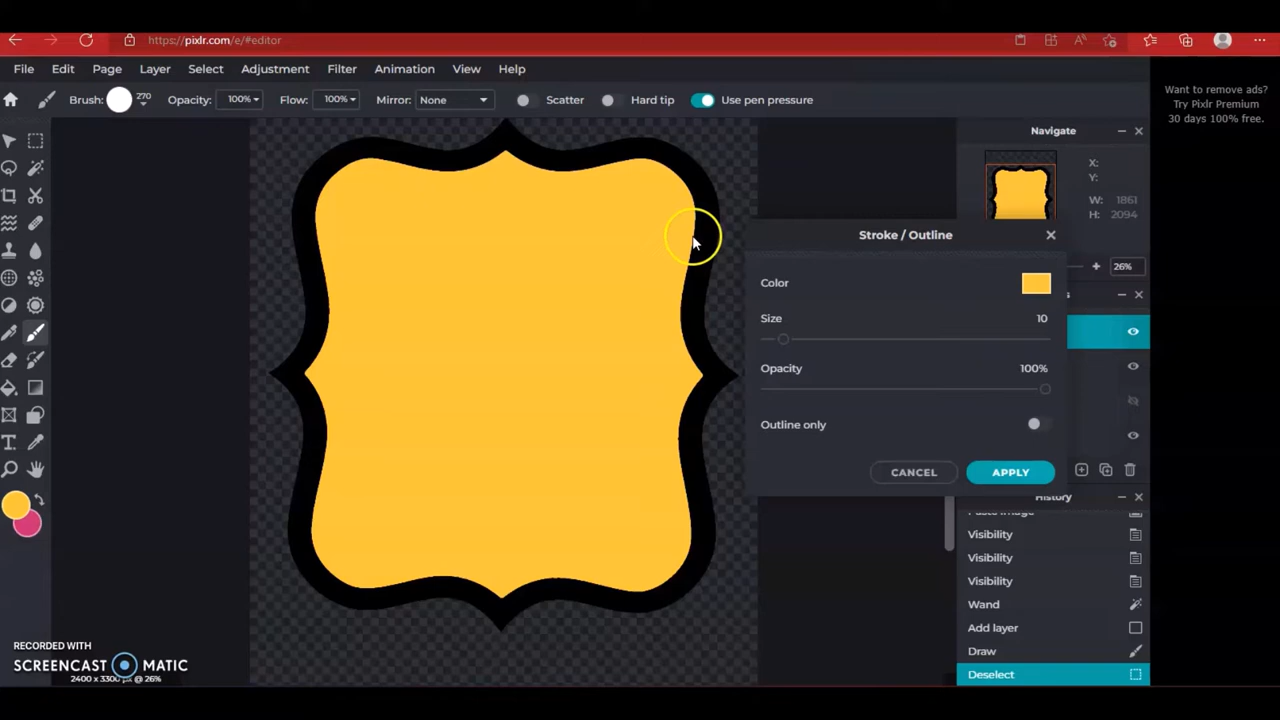 https://pixlr.com/e/#editor
File Edit Page Layer Select Adjustment Filter Animation View Help
Brush: 270 Opacity: 100% Flow: 100% Mirror: None Scatter Hard tip Use pen pressure
Want to remove ads?
Try Pixlr Premium
30 days 100% free.
Navigate
X:
Y:
W: 1861
H: 2094
26%
Stroke / Outline
Color
Size 10
Opacity 100%
Outline only
CANCEL APPLY
History
Paste image
Visibility
Visibility
Visibility
Wand
Add layer
Draw
Deselect
RECORDED WITH
SCREENCAST MATIC
2400 x 3300 px @ 26%